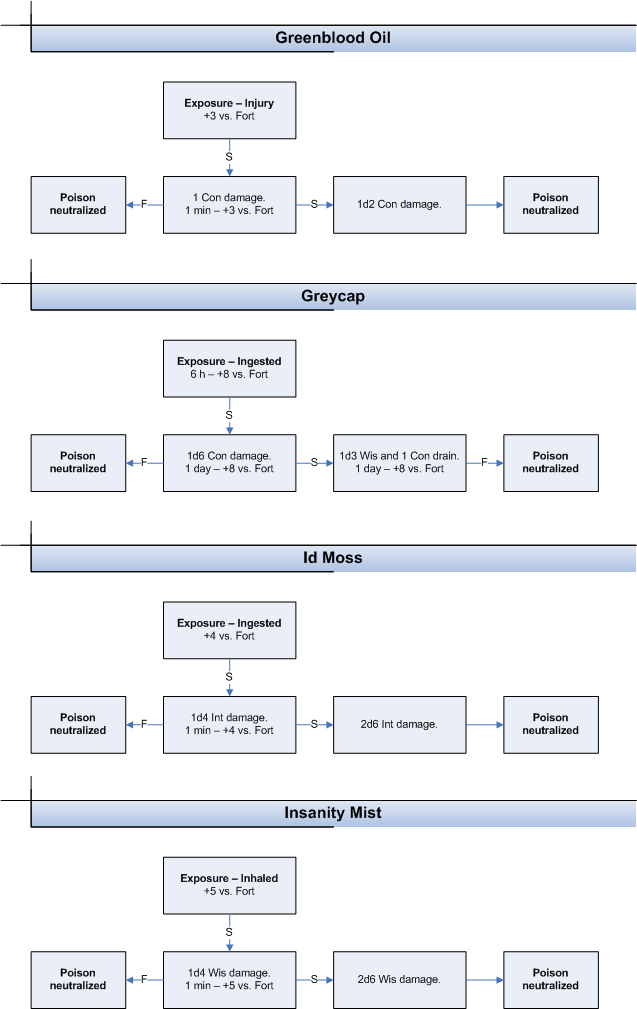 Greenblood Oil
Exposure – Injury
+3 vs. Fort
S
Poison
neutralized
F
1 Con damage.
1 min – +3 vs. Fort
S
1d2 Con damage.
Poison
neutralized
Greycap
Exposure – Ingested
6 h – +8 vs. Fort
S
Poison
neutralized
F
1d6 Con damage.
1 day – +8 vs. Fort
S
1d3 Wis and 1 Con drain.
1 day – +8 vs. Fort
F
Poison
neutralized
Id Moss
Exposure – Ingested
+4 vs. Fort
S
Poison
neutralized
F
1d4 Int damage.
1 min – +4 vs. Fort
S
2d6 Int damage.
Poison
neutralized
Insanity Mist
Exposure – Inhaled
+5 vs. Fort
S
Poison
neutralized
F
1d4 Wis damage.
1 min – +5 vs. Fort
S
2d6 Wis damage.
Poison
neutralized